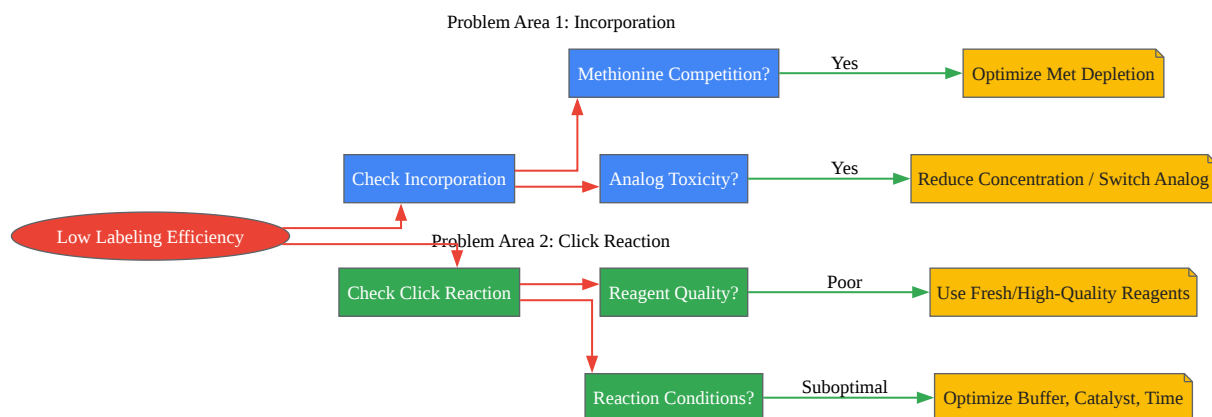 Problem Area 1: Incorporation
Methionine Competition?
Yes
Optimize Met Depletion
Check Incorporation
Analog Toxicity?
Yes
Reduce Concentration / Switch Analog
Low Labeling Efficiency
Problem Area 2: Click Reaction
Check Click Reaction
Reagent Quality?
Poor
Use Fresh/High-Quality Reagents
Reaction Conditions?
Suboptimal
Optimize Buffer, Catalyst, Time